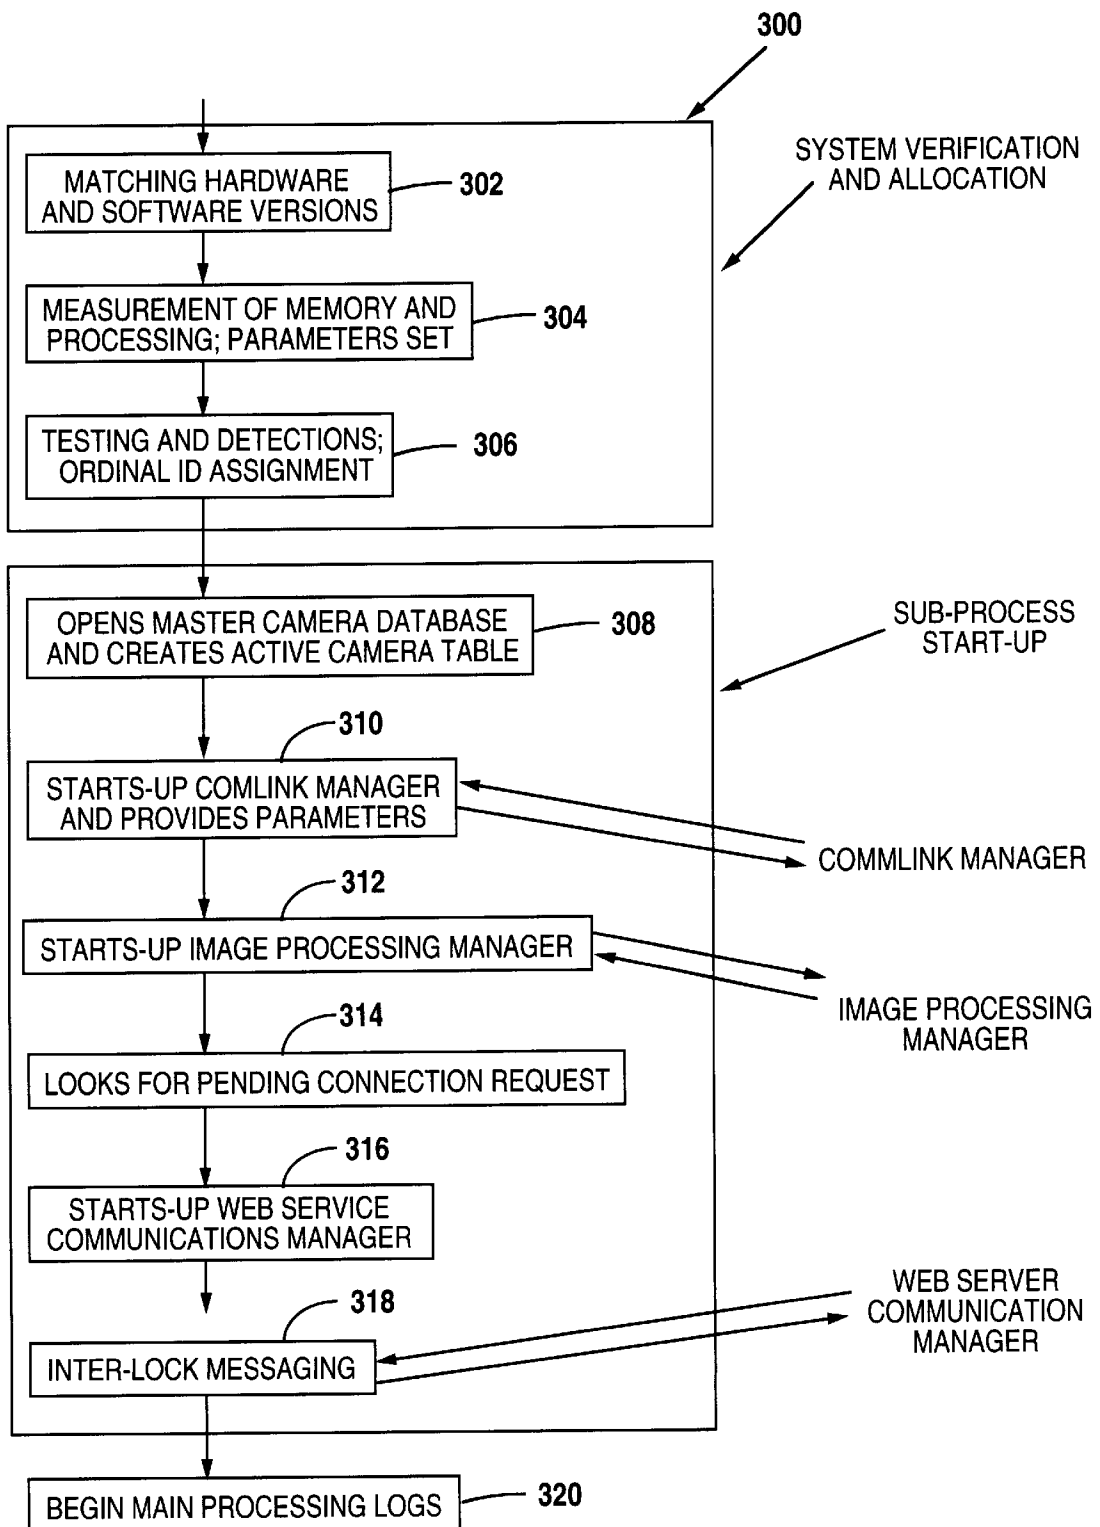 300
SYSTEM VERIFICATION
AND ALLOCATION
MATCHING HARDWARE
AND SOFTWARE VERSIONS
302
MEASUREMENT OF MEMORY AND
PROCESSING; PARAMETERS SET
304
TESTING AND DETECTIONS;
ORDINAL ID ASSIGNMENT
306
OPENS MASTER CAMERA DATABASE
AND CREATES ACTIVE CAMERA TABLE
308
SUB-PROCESS
START-UP
310
STARTS-UP COMLINK MANAGER
AND PROVIDES PARAMETERS
COMMLINK MANAGER
312
STARTS-UP IMAGE PROCESSING MANAGER
IMAGE PROCESSING
MANAGER
314
LOOKS FOR PENDING CONNECTION REQUEST
316
STARTS-UP WEB SERVICE
COMMUNICATIONS MANAGER
WEB SERVER
COMMUNICATION
MANAGER
318
INTER-LOCK MESSAGING
BEGIN MAIN PROCESSING LOGS
320